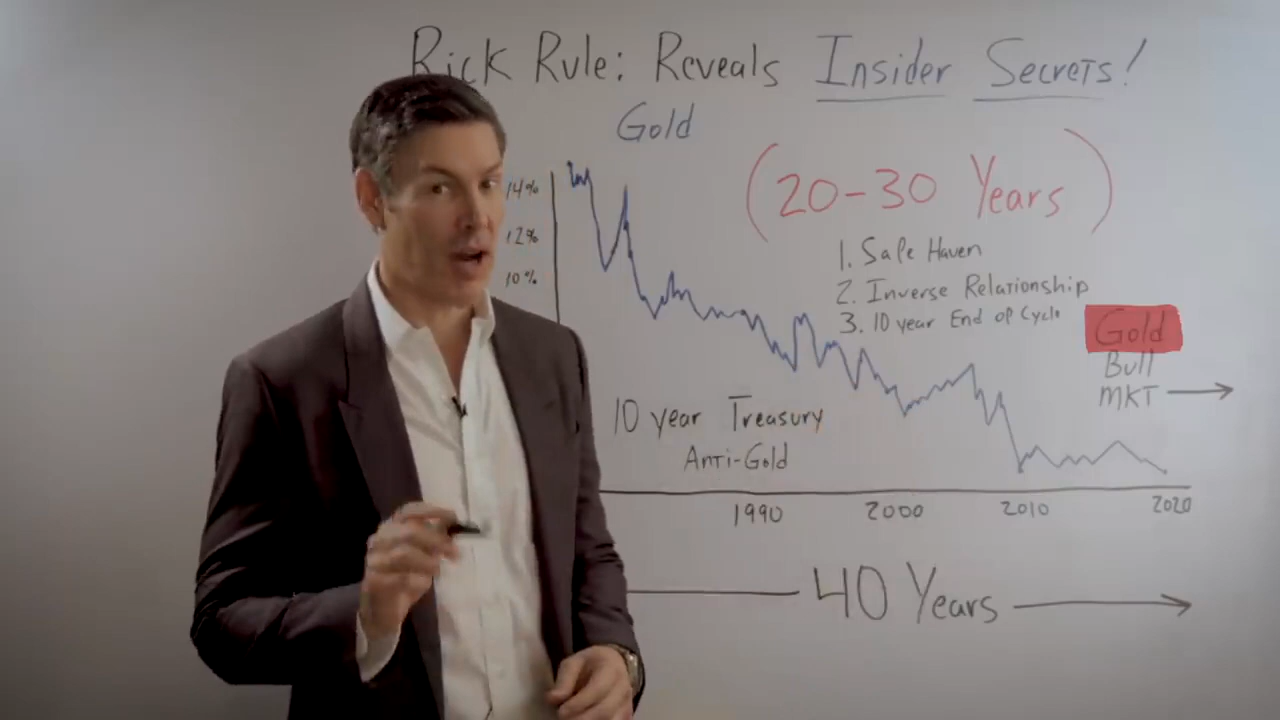 Rick Rule: Reveals Insider Secrets!
Gold
(20-30 Years)
14%
12%
10%
1. Safe Haven
2. Inverse Relationship
3. 10 year End of Cycle
Gold
Bull
MKT
10 year Treasury
Anti-Gold
1990
2000
2010
2020
40 Years